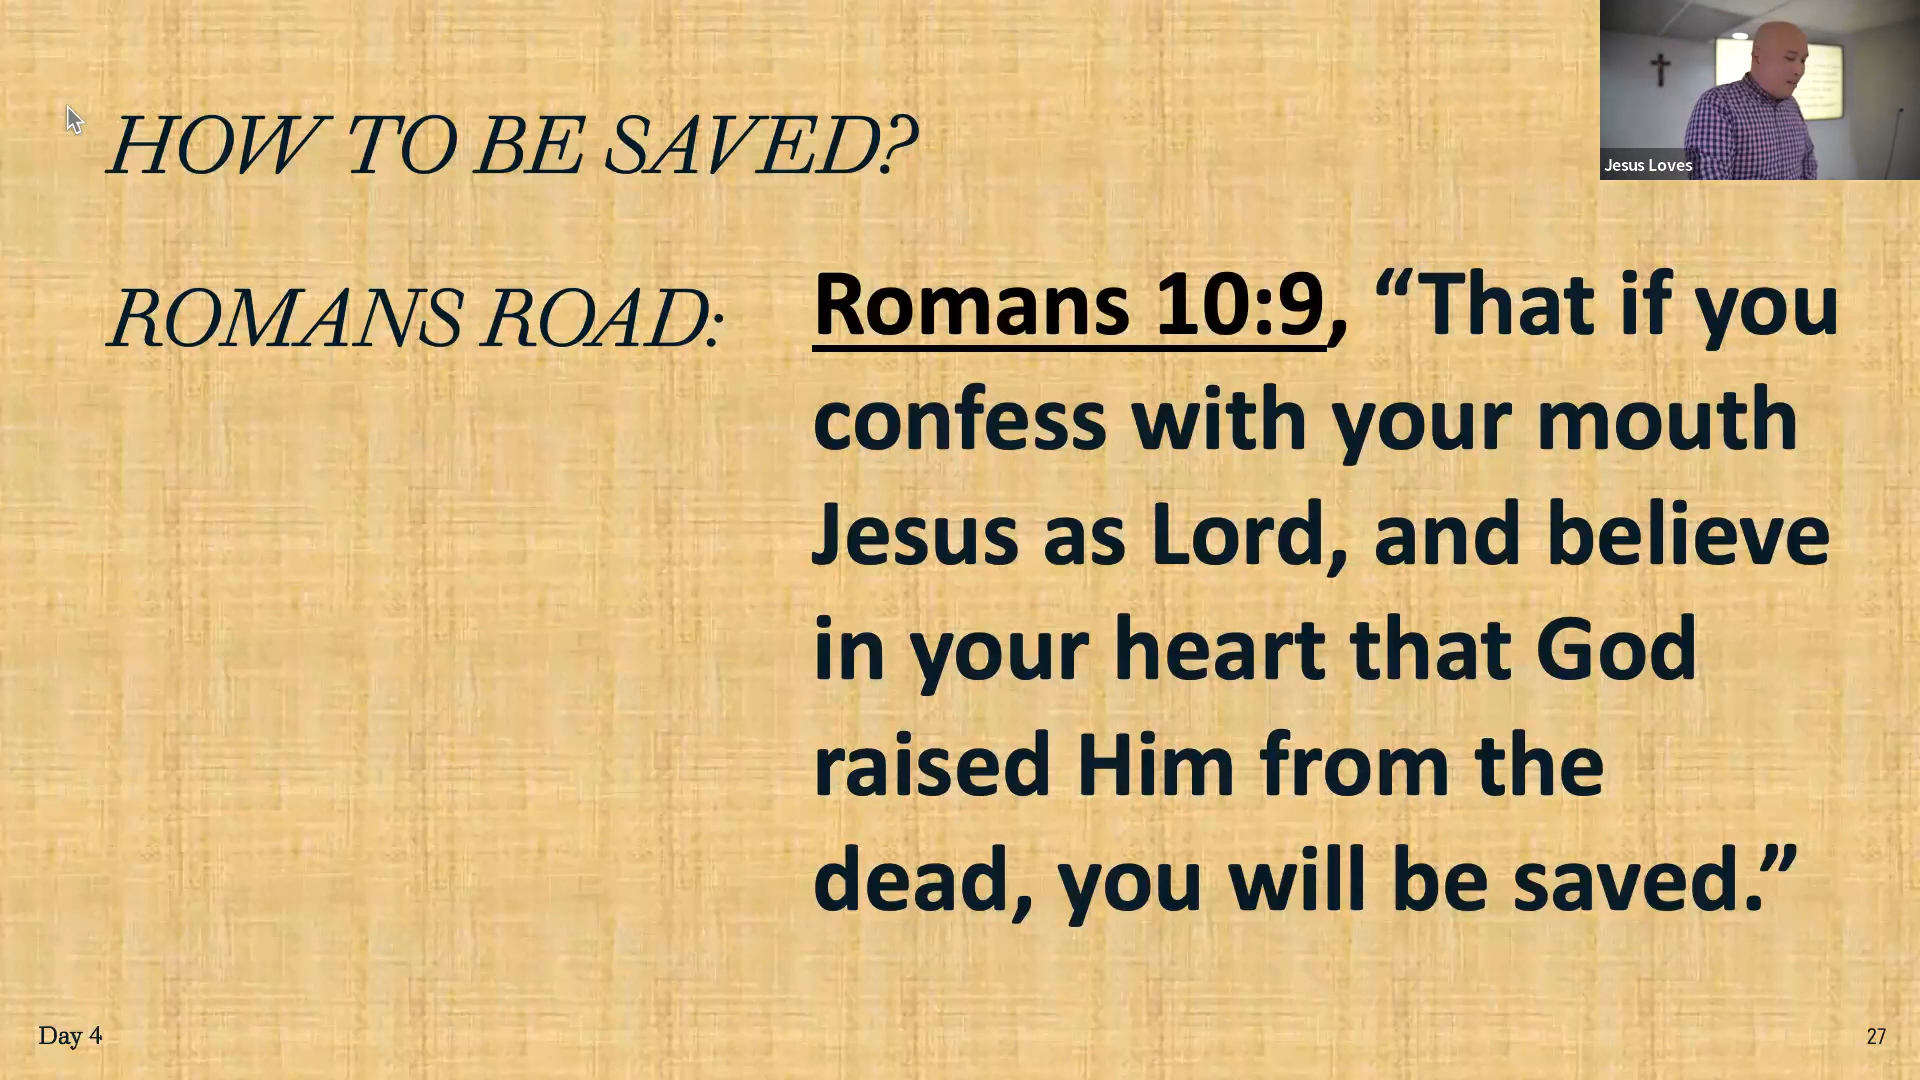 HOW TO BE SAVED?
Jesus Loves
ROMANS ROAD:
Romans 10:9, “That if you
confess with your mouth
Jesus as Lord, and believe
in your heart that God
raised Him from the
dead, you will be saved.”
Day 4
27